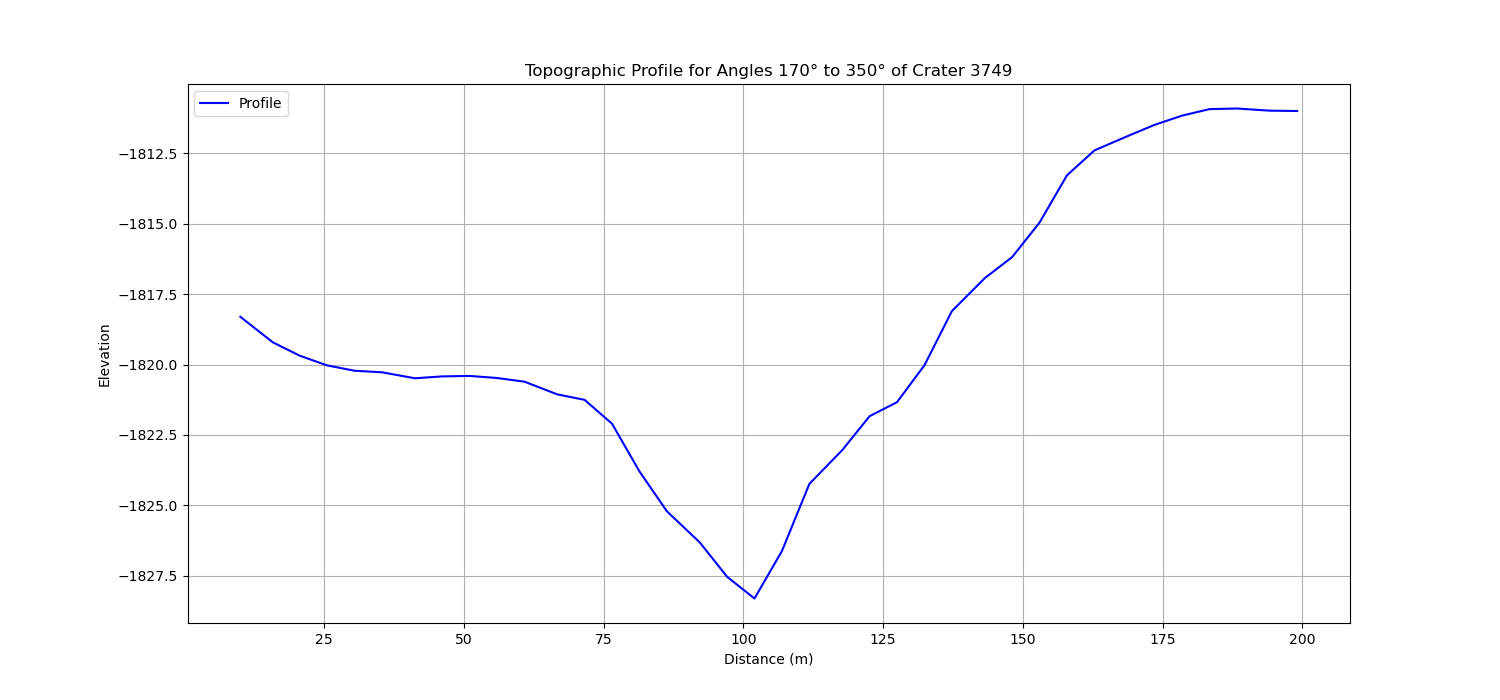 Topographic Profile for Angles 170° to 350° of Crater 3749
Profile
−1812.5
−1815.0
−1817.5
−1820.0
−1822.5
−1825.0
−1827.5
Elevation
25 50 75 100 125 150 175 200
Distance (m)